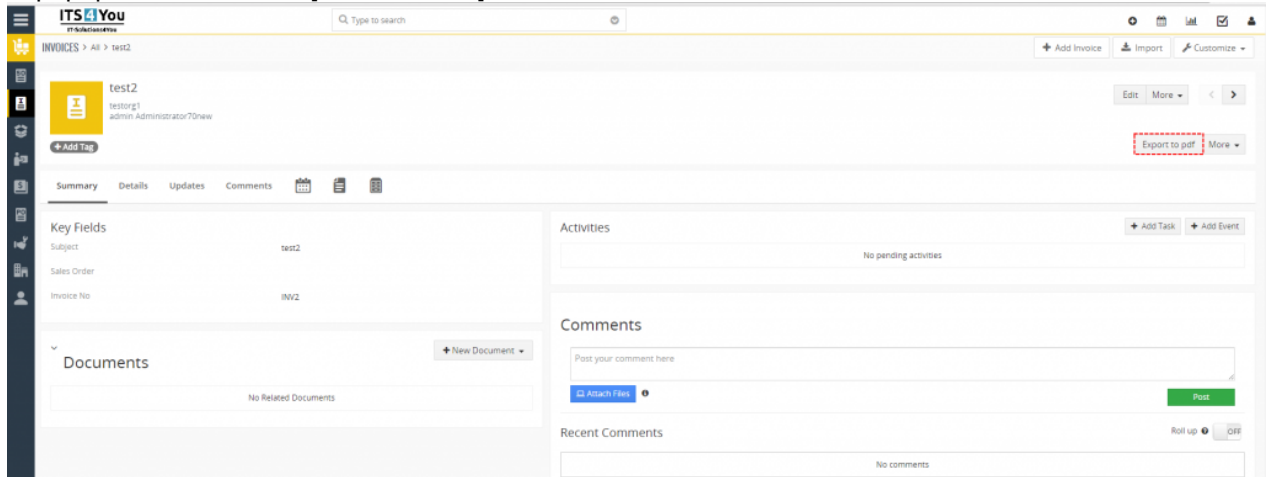 ITS4You
IT-Solutions4You
Type to search
INVOICES > All > test2
+ Add Invoice
Import
Customize
test2
testorg1
admin Administrator70new
Edit More
+ Add Tag
Export to pdf More
Summary Details Updates Comments
Key Fields
Subject test2
Sales Order
Invoice No INV2
Activities
+ Add Task + Add Event
No pending activities
Documents
+ New Document
No Related Documents
Comments
Post your comment here
Attach Files
Post
Recent Comments
Roll up OFF
No comments